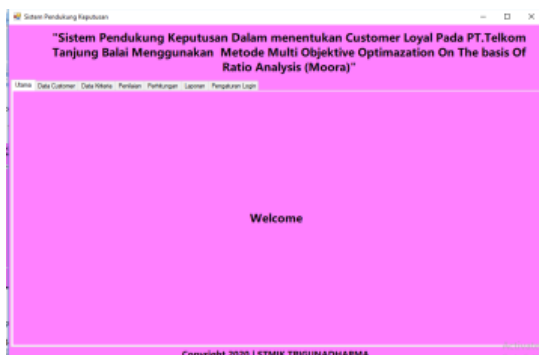 Sistem Pendukung Keputusan
"Sistem Pendukung Keputusan Dalam menentukan Customer Loyal Pada PT.Telkom
Tanjung Balai Menggunakan Metode Multi Objektive Optimazation On The basis Of
Ratio Analysis (Moora)"
Utama Data Customer Data Kriteria Penilaian Perhitungan Laporan Pengaturan Login
Welcome
Copyright 2020 | STMIK TRIGUNADHARMA